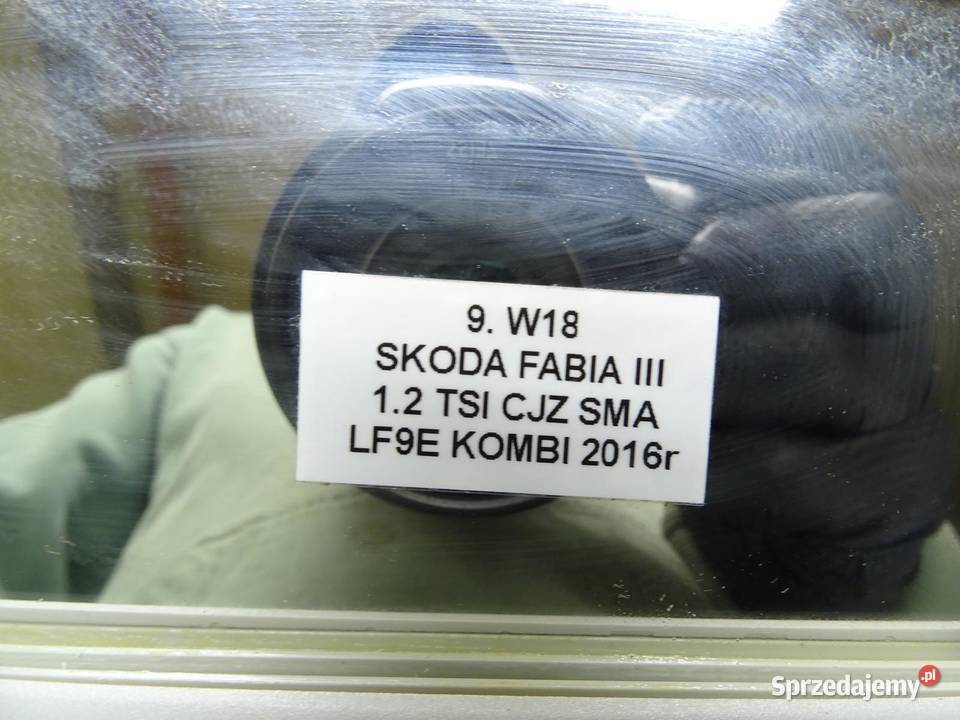 9. W18
SKODA FABIA III
1.2 TSI CJZ SMA
LF9E KOMBI 2016r
Sprzedajemy.pl